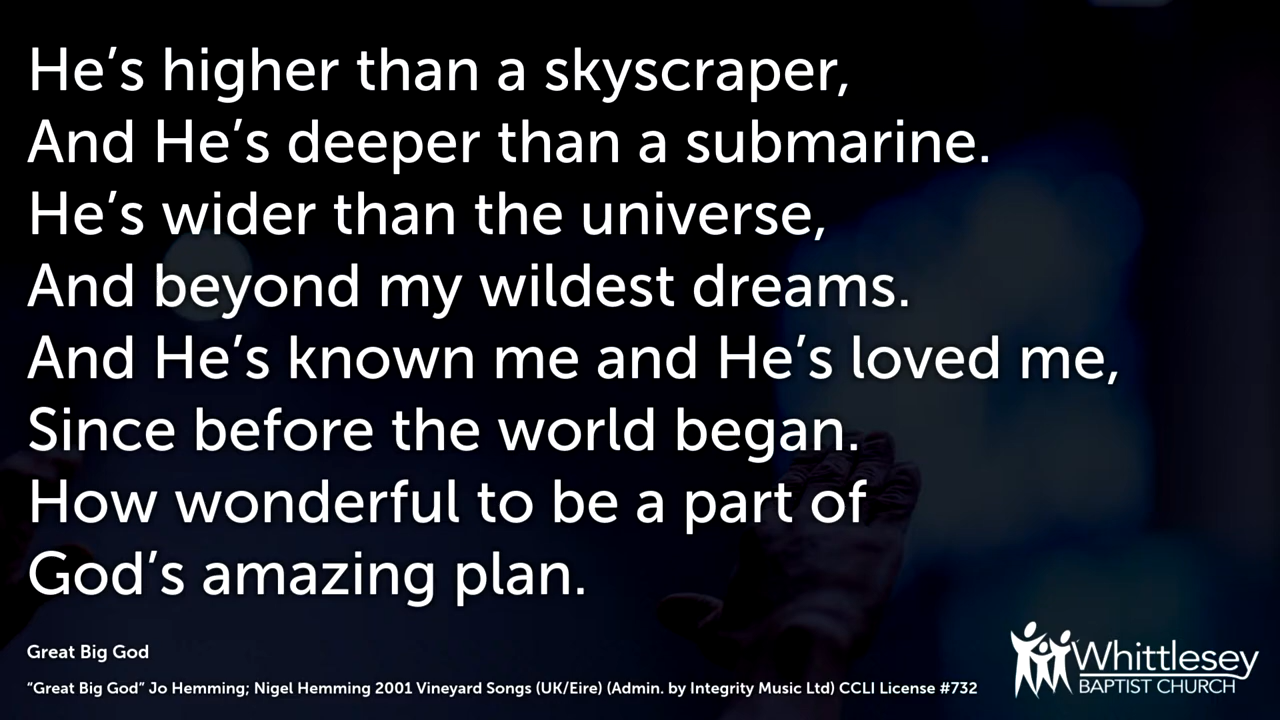 He’s higher than a skyscraper,
And He’s deeper than a submarine.
He’s wider than the universe,
And beyond my wildest dreams.
And He’s known me and He’s loved me,
Since before the world began.
How wonderful to be a part of
God’s amazing plan.
Great Big God
“Great Big God” Jo Hemming; Nigel Hemming 2001 Vineyard Songs (UK/Eire) (Admin. by Integrity Music Ltd) CCLI License #732
Whittlesey
BAPTIST CHURCH